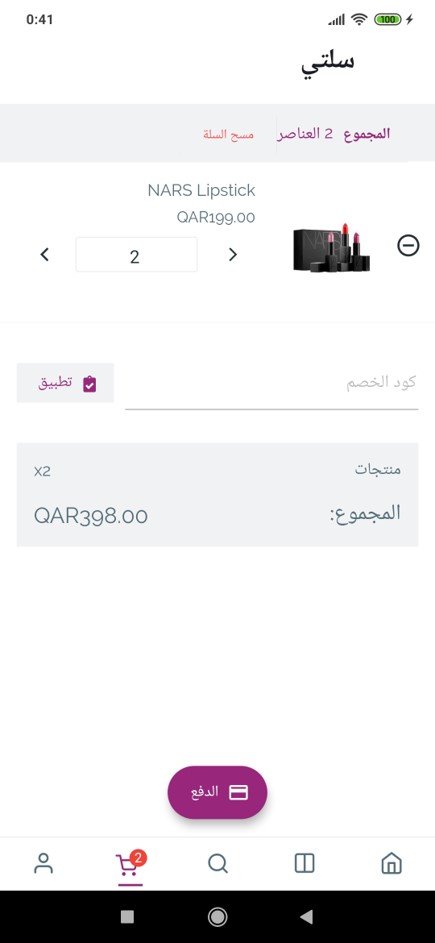 0:41
100
سلتي
المجموع 2 العناصر مسح السلة
NARS Lipstick
QAR199.00
NARS
2
كود الخصم
تطبيق
منتجات x2
المجموع: QAR398.00
الدفع
2